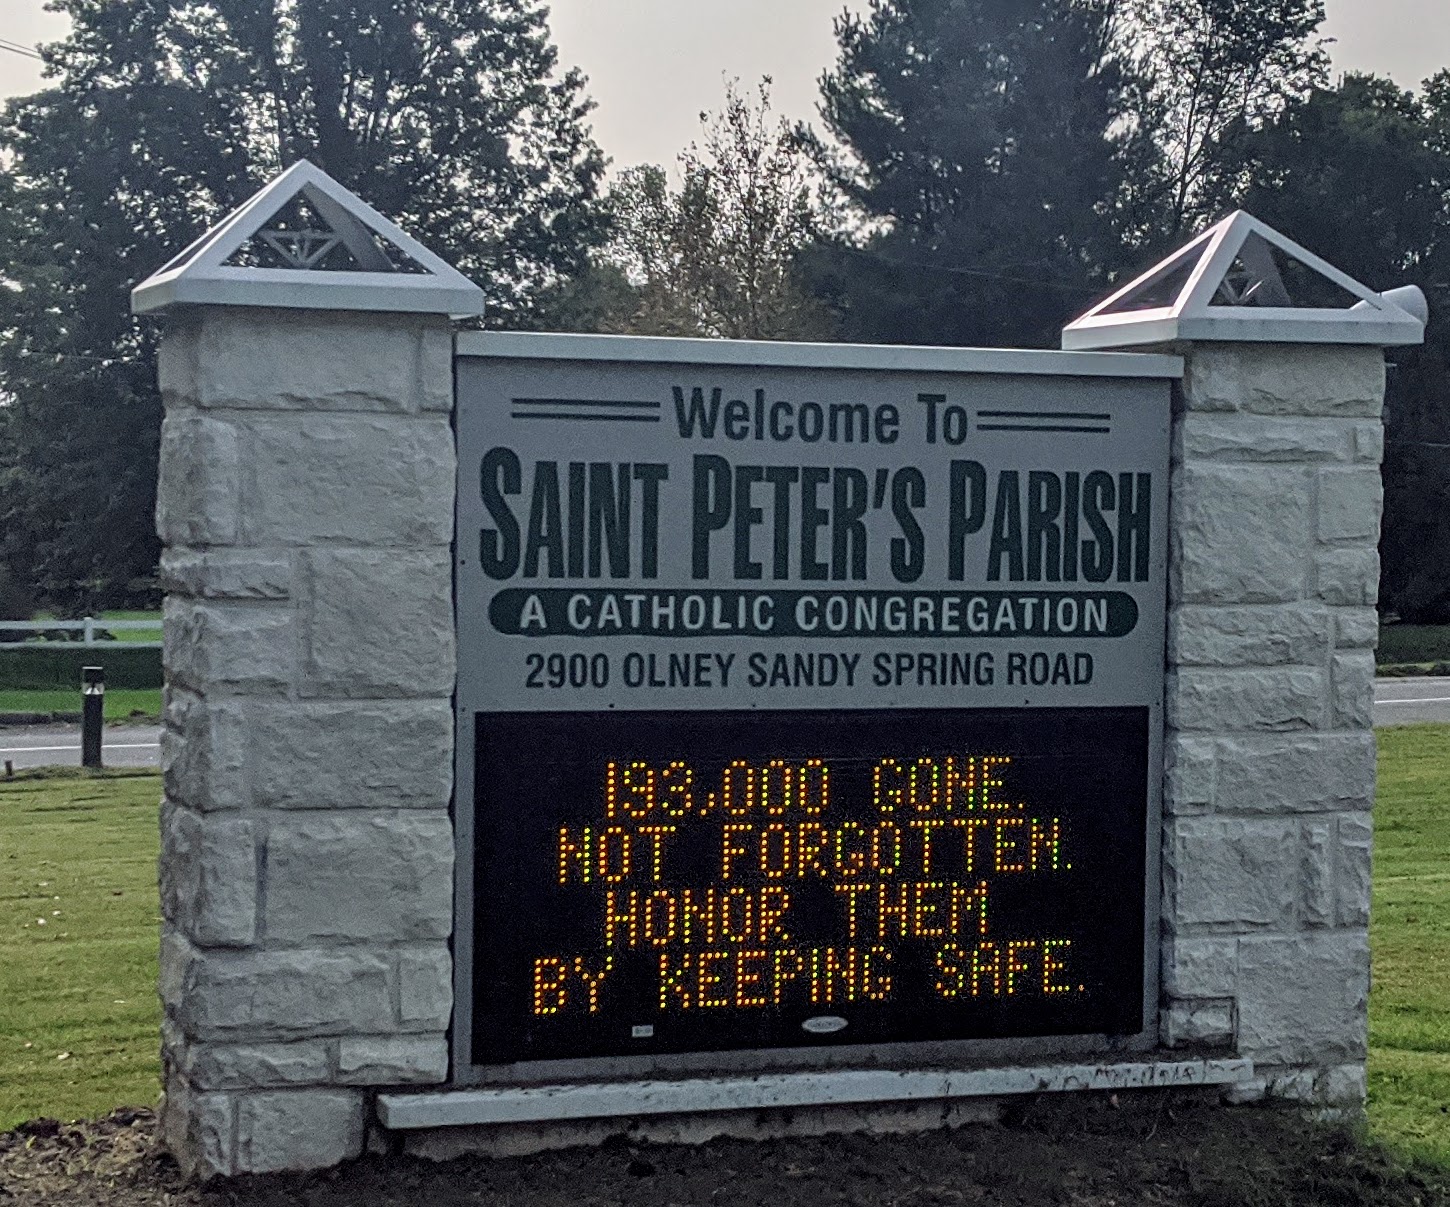 Welcome To
SAINT PETER'S PARISH
A CATHOLIC CONGREGATION
2900 OLNEY SANDY SPRING ROAD
193,000 GONE.
NOT FORGOTTEN.
HONOR THEM
BY KEEPING SAFE.